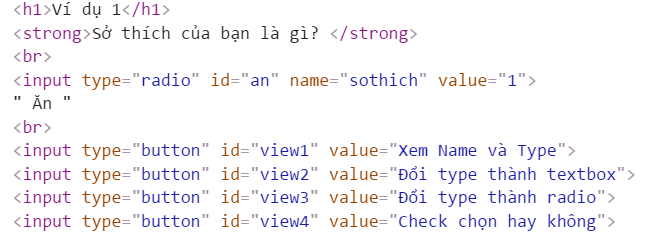 <h1>Ví dụ 1</h1>
<strong>Sở thích của bạn là gì? </strong>
<br>
<input type="radio" id="an" name="sothich" value="1">
" Ăn "
<br>
<input type="button" id="view1" value="Xem Name và Type">
<input type="button" id="view2" value="Đổi type thành textbox">
<input type="button" id="view3" value="Đổi type thành radio">
<input type="button" id="view4" value="Check chọn hay không">